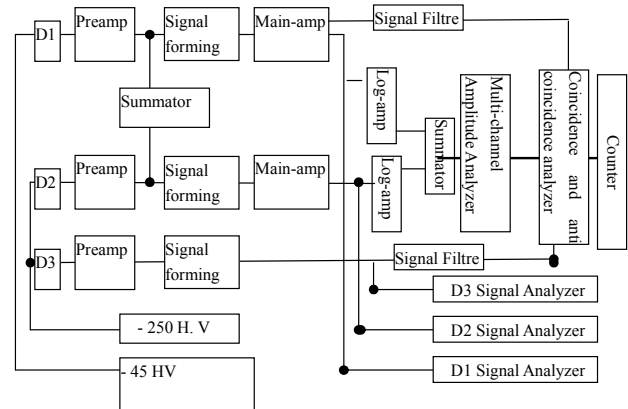 D1
Preamp
Signal
forming
Main-amp
Signal Filtre
Summator
Log-amp
Log-amp
Summator
Multi-channel
Amplitude Analyzer
Coincidence and anti
coincidence analyzer
Counter
D2
Preamp
Signal
forming
Main-amp
D3
Preamp
Signal
forming
Signal Filtre
D3 Signal Analyzer
- 250 H. V
D2 Signal Analyzer
- 45 HV
D1 Signal Analyzer